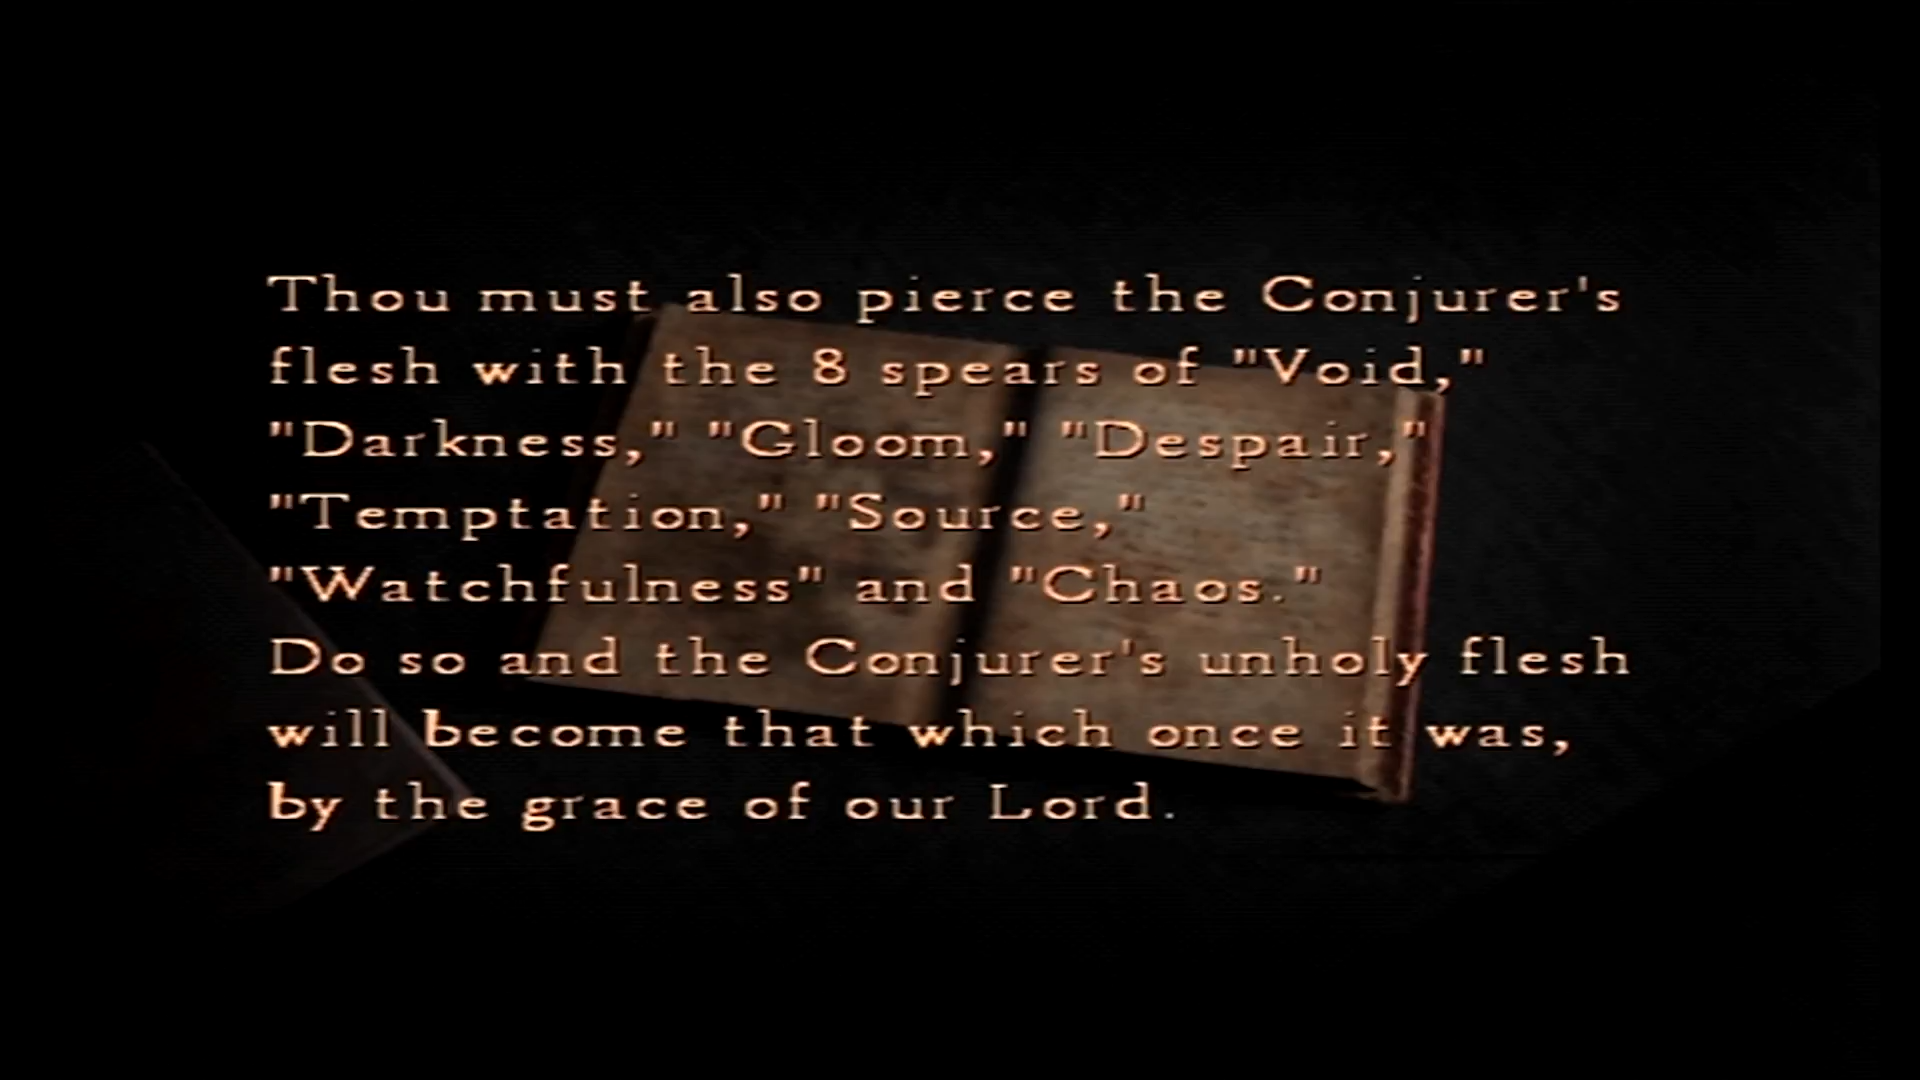 Thou must also pierce the Conjurer's
flesh with the 8 spears of "Void,"
"Darkness," "Gloom," "Despair,"
"Temptation," "Source,"
"Watchfulness" and "Chaos."
Do so and the Conjurer's unholy flesh
will become that which once it was,
by the grace of our Lord.